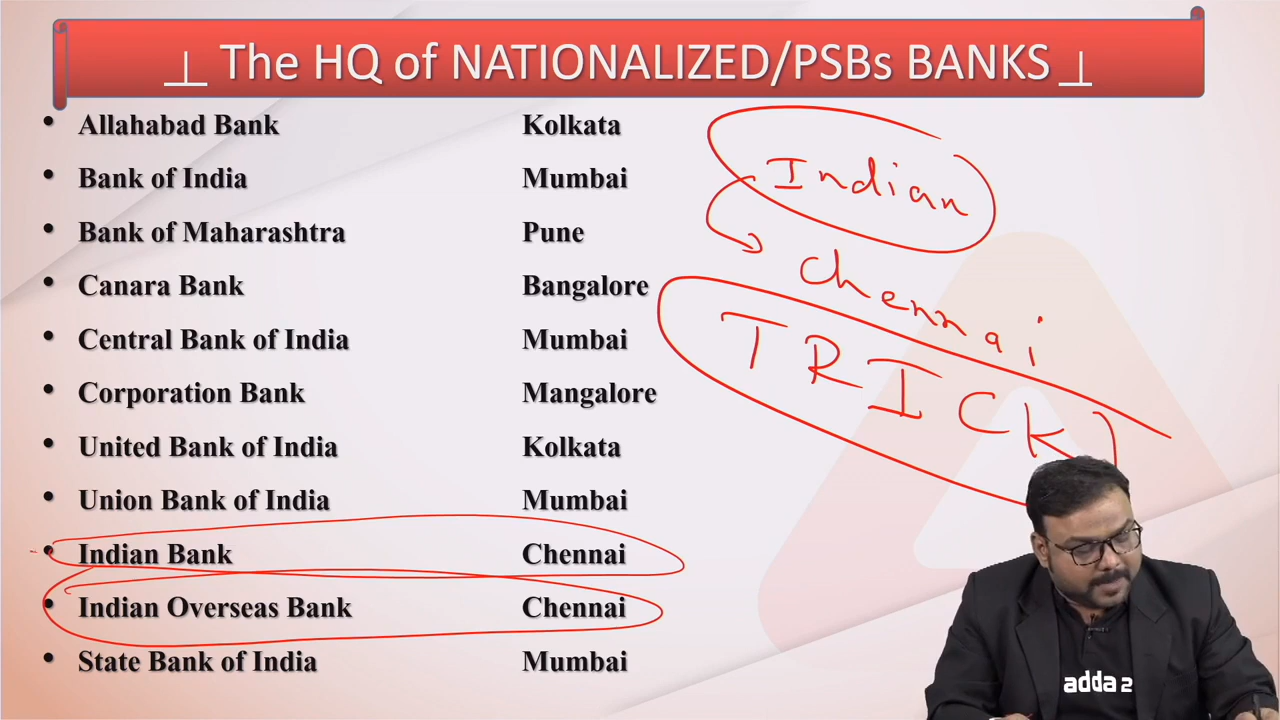 ⊥ The HQ of NATIONALIZED/PSBs BANKS ⊥
• Allahabad Bank Kolkata
• Bank of India Mumbai
• Bank of Maharashtra Pune
• Canara Bank Bangalore
• Central Bank of India Mumbai
• Corporation Bank Mangalore
• United Bank of India Kolkata
• Union Bank of India Mumbai
• Indian Bank Chennai
• Indian Overseas Bank Chennai
• State Bank of India Mumbai
Indian
Chennai
TRICK
adda 2